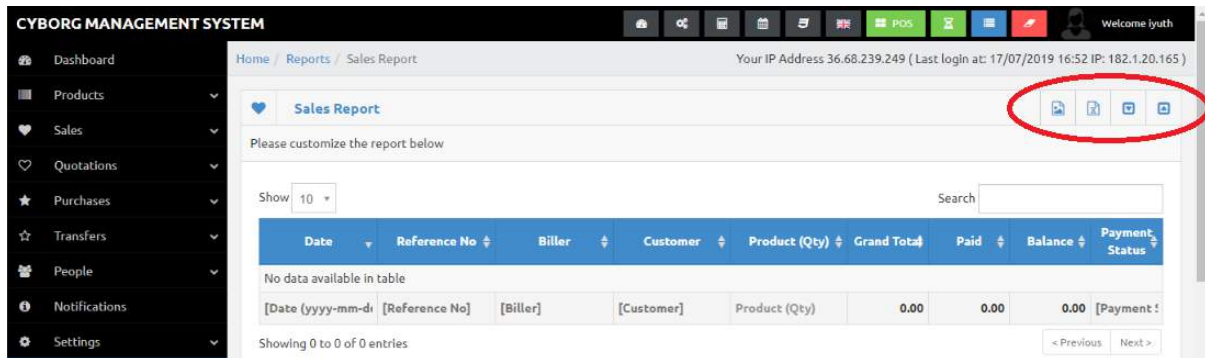 CYBORG MANAGEMENT SYSTEM
POS
Welcome iyuth
Dashboard
Products
Sales
Quotations
Purchases
Transfers
People
Notifications
Settings
Home / Reports / Sales Report
Your IP Address 36.68.239.249 ( Last login at: 17/07/2019 16:52 IP: 182.1.20.165 )
Sales Report
Please customize the report below
Show 10
Search
Date Reference No Biller Customer Product (Qty) Grand Total Paid Balance Payment Status
No data available in table
[Date (yyyy-mm-d [Reference No] [Biller] [Customer] Product (Qty) 0.00 0.00 0.00 [Payment
Showing 0 to 0 of 0 entries
< Previous Next >